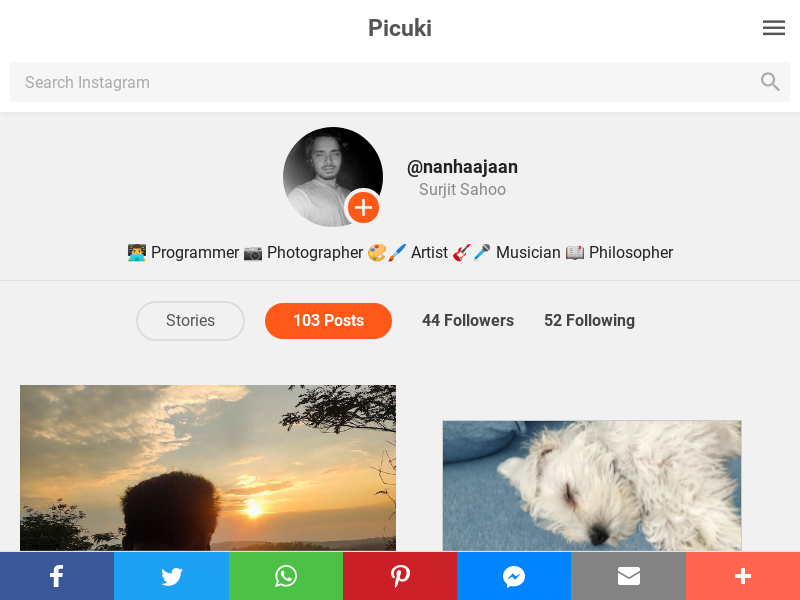 Picuki
Search Instagram
@nanhaajaan
Surjit Sahoo
👨‍💻 Programmer 📷 Photographer 🎨🖌️ Artist 🎸🎤 Musician 📖 Philosopher
Stories
103 Posts
44 Followers
52 Following